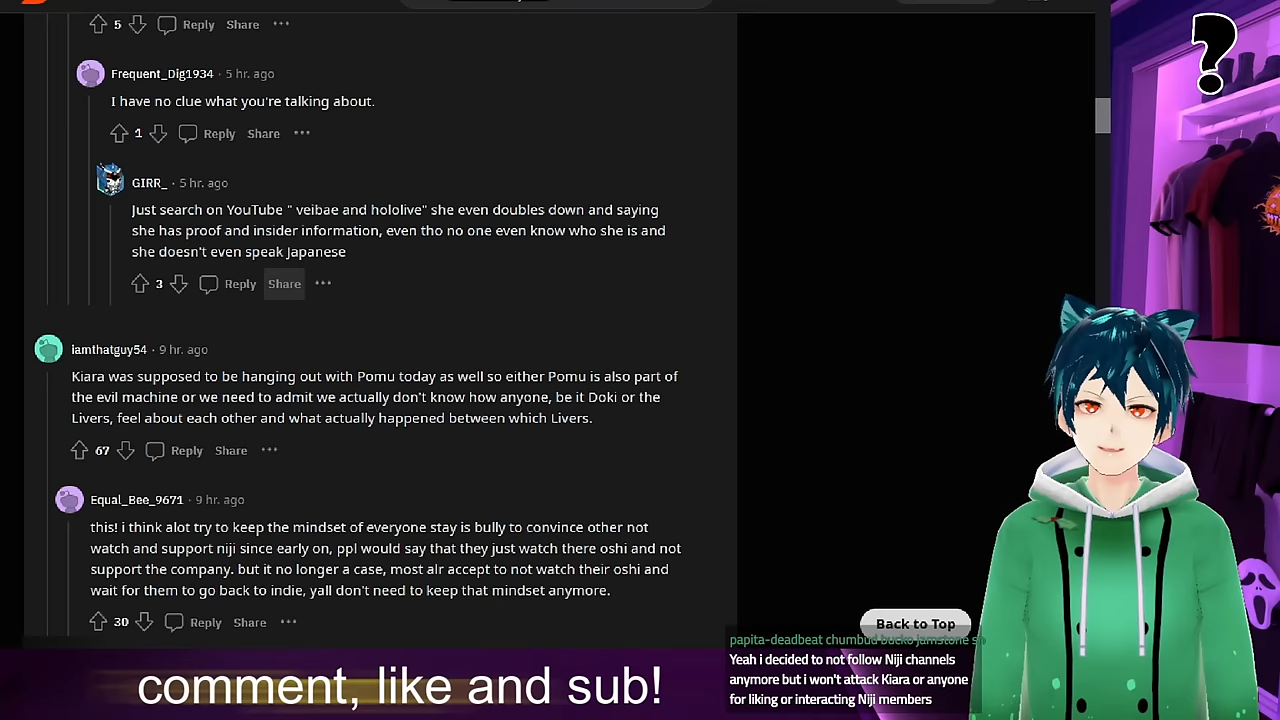 5 Reply Share ···
Frequent_Dig1934 · 5 hr. ago
I have no clue what you're talking about.
1 Reply Share ···
GIRR_ · 5 hr. ago
Just search on YouTube " veibae and hololive" she even doubles down and saying
she has proof and insider information, even tho no one even know who she is and
she doesn't even speak Japanese
3 Reply Share ···
iamthatguy54 · 9 hr. ago
Kiara was supposed to be hanging out with Pomu today as well so either Pomu is also part of
the evil machine or we need to admit we actually don't know how anyone, be it Doki or the
Livers, feel about each other and what actually happened between which Livers.
67 Reply Share ···
Equal_Bee_9671 · 9 hr. ago
this! i think alot try to keep the mindset of everyone stay is bully to convince other not
watch and support niji since early on, ppl would say that they just watch there oshi and not
support the company. but it no longer a case, most alr accept to not watch their oshi and
wait for them to go back to indie, yall don't need to keep that mindset anymore.
30 Reply Share ···
Back to Top
papita-deadbeat chumbud bucko jamstone
Yeah i decided to not follow Niji channels
anymore but i won't attack Kiara or anyone
for liking or interacting Niji members
comment, like and sub!
?